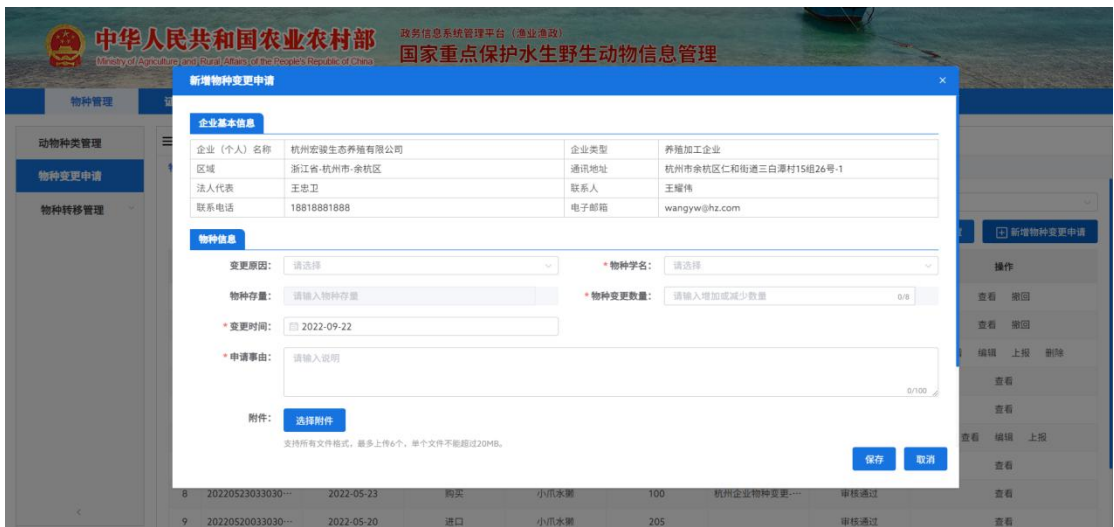 中华人民共和国农业农村部
政务信息系统管理平台（渔业渔政）
Ministry of Agriculture and Rural Affairs of the People's Republic of China
国家重点保护水生野生动物信息管理
新增物种变更申请 ×
物种管理
企业基本信息
动物种类管理
企业（个人）名称 杭州宏骏生态养殖有限公司 企业类型 养殖加工企业
物种变更申请
区域 浙江省-杭州市-余杭区 通讯地址 杭州市余杭区仁和街道三白潭村15组26号-1
法人代表 王忠卫 联系人 王耀伟
物种转移管理
联系电话 18818881888 电子邮箱 wangyw@hz.com
新增物种变更申请
物种信息
变更原因： 请选择 *物种学名： 请选择
操作
物种存量： 请输入物种存量 *物种变更数量： 请输入增加或减少数量 0/8
查看 撤回
*变更时间： 2022-09-22
查看 撤回
*申请事由： 请输入说明
编辑 上报 删除
查看
0/100
查看
附件： 选择附件
查看 编辑 上报
支持所有文件格式，最多上传6个，单个文件不能超过20MB。
保存 取消
查看
8 20220523033030… 2022-05-23 购买 小爪水獭 100 杭州企业物种变更-… 审核通过 查看
9 20220520033030… 2022-05-20 进口 小爪水獭 205 审核通过 查看